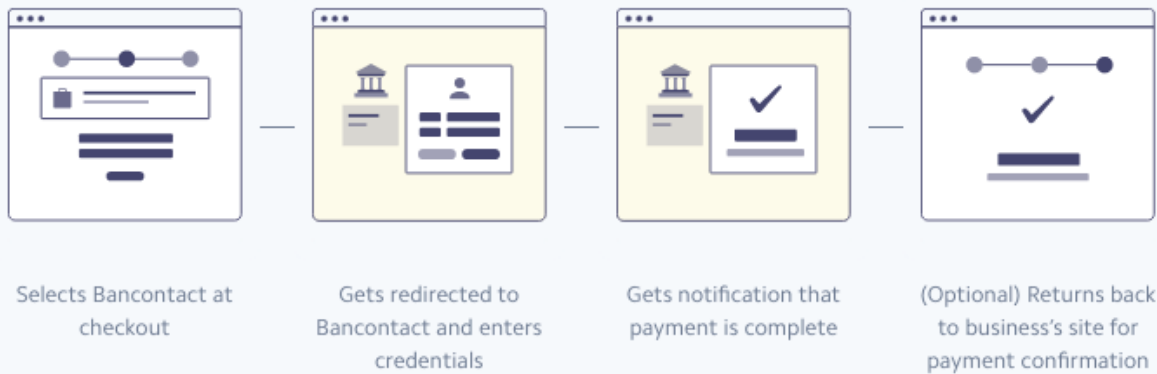 Selects Bancontact at
checkout
Gets redirected to
Bancontact and enters
credentials
Gets notification that
payment is complete
(Optional) Returns back
to business's site for
payment confirmation